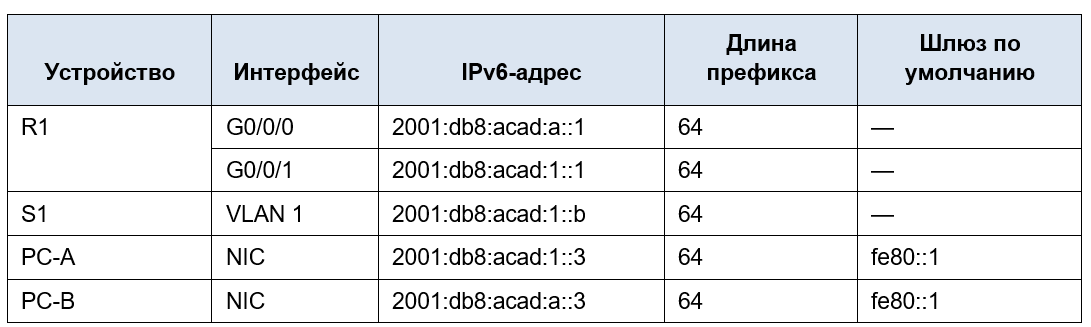 Устройство Интерфейс IPv6-адрес Длина префикса Шлюз по умолчанию
R1 G0/0/0 2001:db8:acad:a::1 64 —
G0/0/1 2001:db8:acad:1::1 64 —
S1 VLAN 1 2001:db8:acad:1::b 64 —
PC-A NIC 2001:db8:acad:1::3 64 fe80::1
PC-B NIC 2001:db8:acad:a::3 64 fe80::1